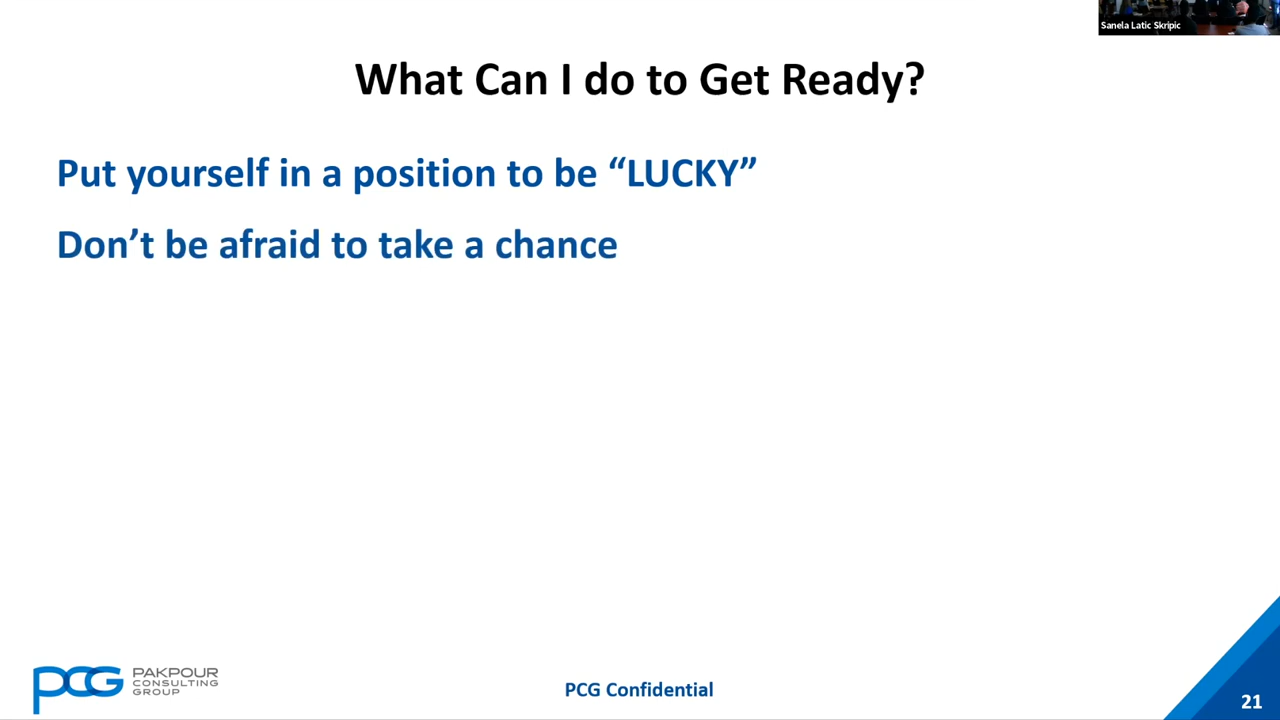 Sanela Latic Skripic
What Can I do to Get Ready?
Put yourself in a position to be “LUCKY”
Don’t be afraid to take a chance
PCG PAKPOUR
CONSULTING
GROUP
PCG Confidential
21